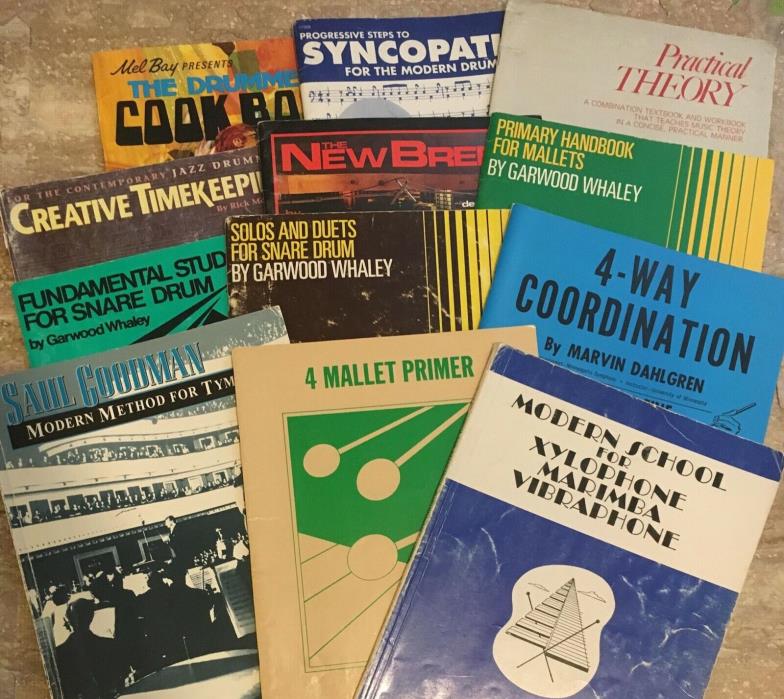 Mel Bay PRESENTS
THE DRUMME
COOK BO
PROGRESSIVE STEPS TO
SYNCOPATI
FOR THE MODERN DRUM
Practical
THEORY
A COMBINATION TEXTBOOK AND WORKBOOK
THAT TEACHES MUSIC THEORY
IN A CONCISE, PRACTICAL MANNER
FOR THE CONTEMPORARY JAZZ DRUMM
CREATIVE TIMEKEEPIN
By Rick
THE
NEW BREE
PRIMARY HANDBOOK
FOR MALLETS
BY GARWOOD WHALEY
FUNDAMENTAL STUD
FOR SNARE DRUM
by Garwood Whaley
SOLOS AND DUETS
FOR SNARE DRUM
BY GARWOOD WHALEY
4-WAY
COORDINATION
By MARVIN DAHLGREN
SAUL GOODMAN
MODERN METHOD FOR TYM
4 MALLET PRIMER
MODERN SCHOOL
FOR
XYLOPHONE
MARIMBA
VIBRAPHONE